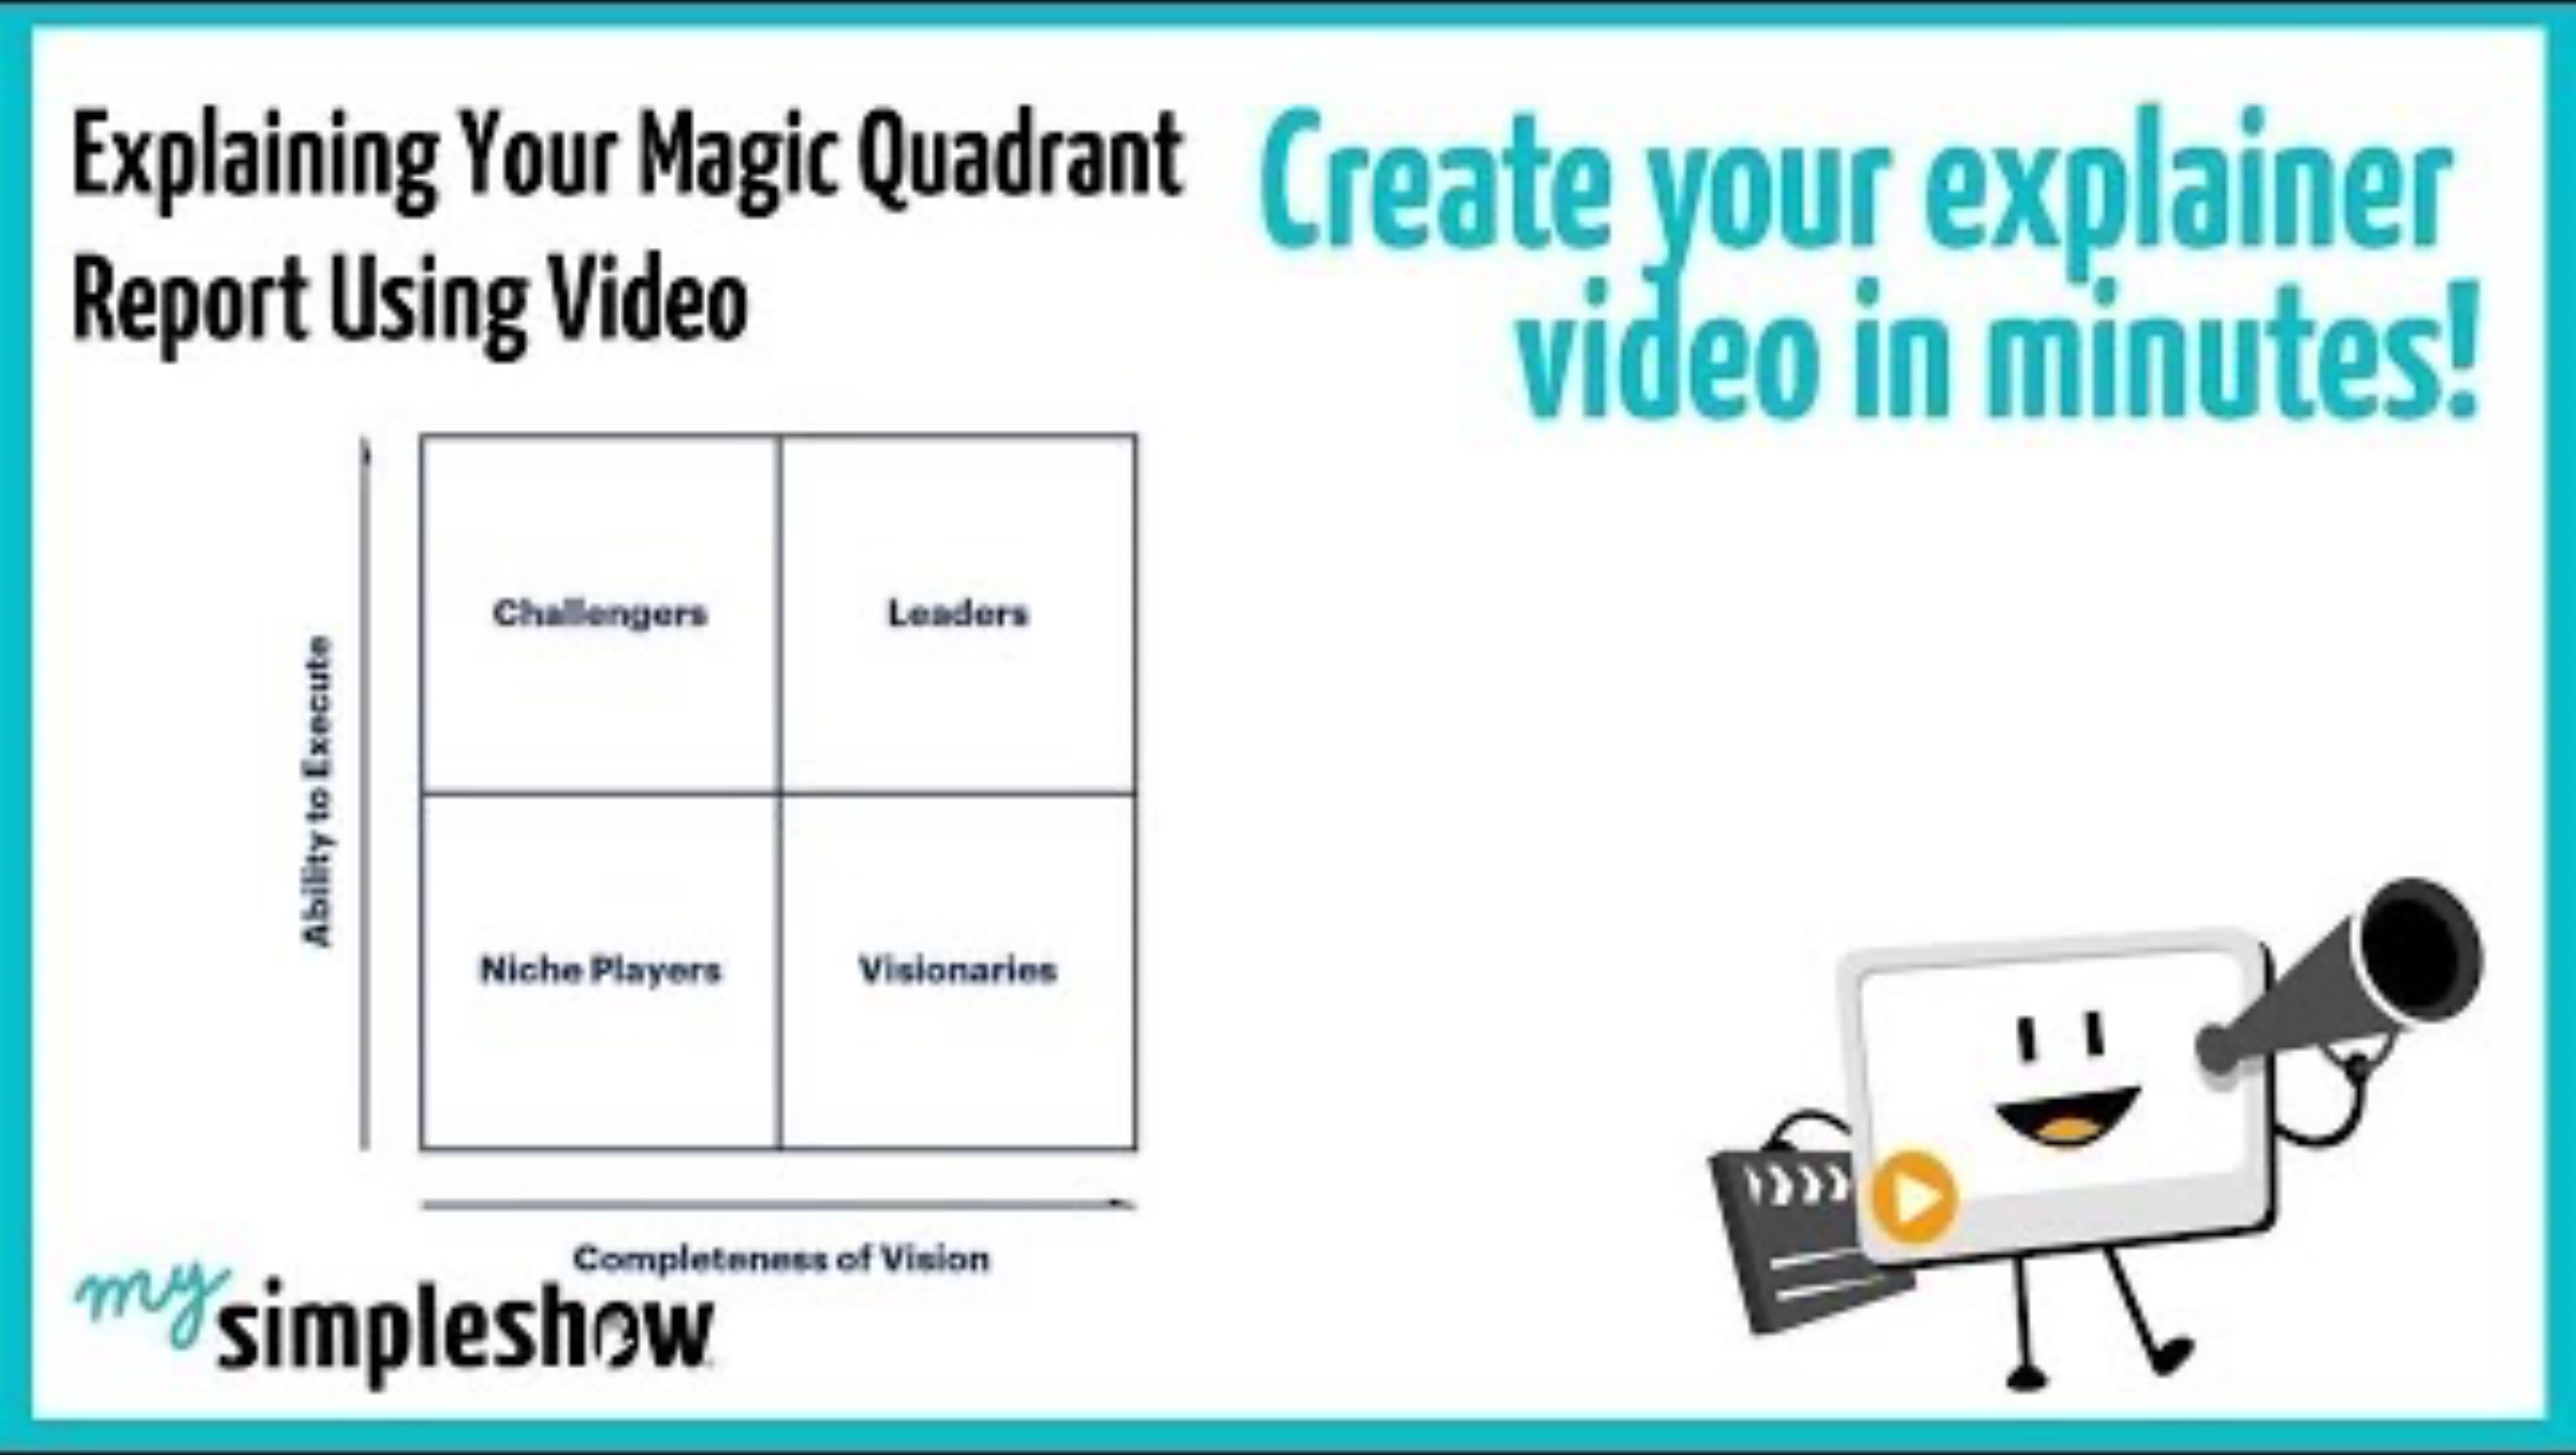 Explaining Your Magic Quadrant
Report Using Video
Create your explainer
video in minutes!
Ability to Execute
Challengers
Leaders
Niche Players
Visionaries
Completeness of Vision
my simpleshow